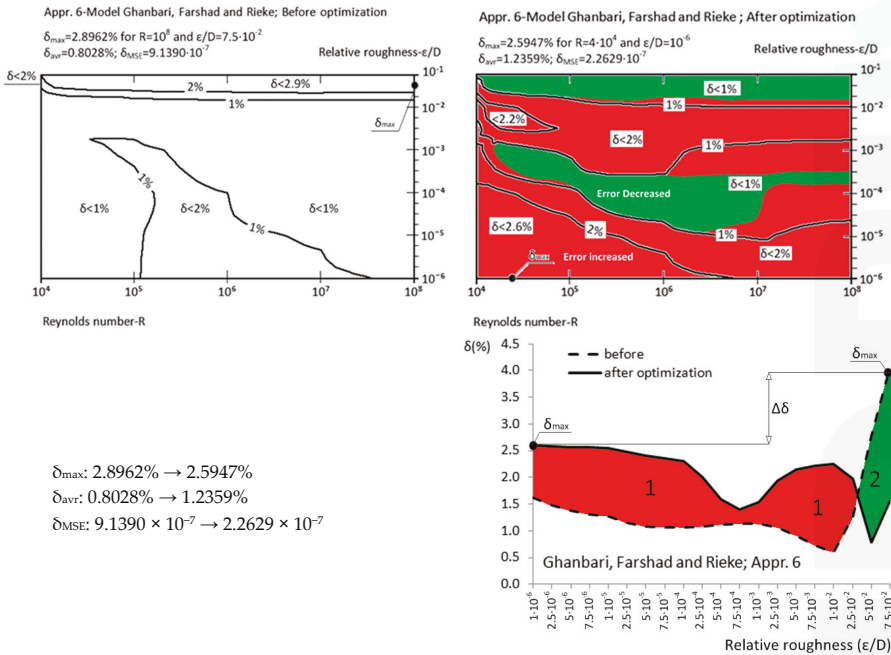 Appr. 6-Model Ghanbari, Farshad and Rieke; Before optimization
δmax=2.8962% for R=10⁸ and ε/D=7.5·10⁻²
δavr=0.8028%; δMSE=9.1390·10⁻⁷
Relative roughness-ε/D
δ<2%
2%
δ<2.9%
1%
δmax
1%
δ<1%
δ<2%
δ<1%
1%
10⁻¹
10⁻²
10⁻³
10⁻⁴
10⁻⁵
10⁻⁶
10⁴
10⁵
10⁶
10⁷
10⁸
Reynolds number-R
Appr. 6-Model Ghanbari, Farshad and Rieke ; After optimization
δmax=2.5947% for R=4·10⁴ and ε/D=10⁻⁶
δavr=1.2359%; δMSE=2.2629·10⁻⁷
Relative roughness-ε/D
δ<1%
1%
<2.2%
δ<2%
1%
δ<1%
Error Decreased
δ<2.6%
2%
1%
δ<2%
Error increased
δmax
10⁻¹
10⁻²
10⁻³
10⁻⁴
10⁻⁵
10⁻⁶
10⁴
10⁵
10⁶
10⁷
10⁸
Reynolds number-R
δmax: 2.8962% → 2.5947%
δavr: 0.8028% → 1.2359%
δMSE: 9.1390 × 10⁻⁷ → 2.2629 × 10⁻⁷
δ(%)
4.5
4.0
3.5
3.0
2.5
2.0
1.5
1.0
0.5
0.0
before
after optimization
δmax
Δδ
δmax
1
1
2
Ghanbari, Farshad and Rieke; Appr. 6
1·10⁻⁶
2.5·10⁻⁶
5·10⁻⁶
7.5·10⁻⁶
1·10⁻⁵
2.5·10⁻⁵
5·10⁻⁵
7.5·10⁻⁵
1·10⁻⁴
2.5·10⁻⁴
5·10⁻⁴
7.5·10⁻⁴
1·10⁻³
2.5·10⁻³
5·10⁻³
7.5·10⁻³
1·10⁻²
2.5·10⁻²
5·10⁻²
7.5·10⁻²
Relative roughness (ε/D)